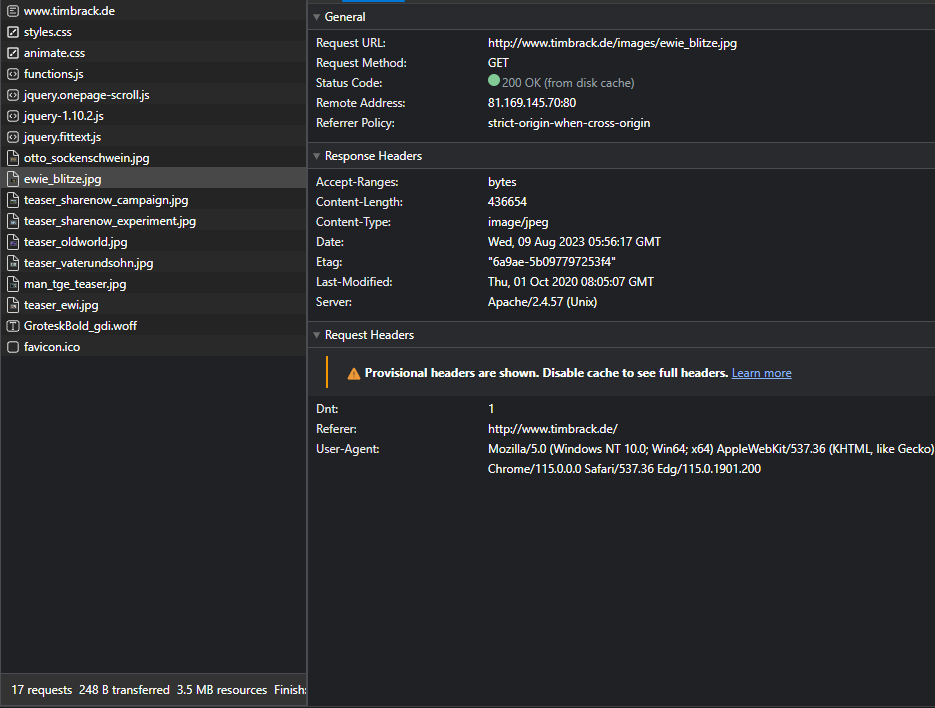 www.timbrack.de
styles.css
animate.css
functions.js
jquery.onepage-scroll.js
jquery-1.10.2.js
jquery.fittext.js
otto_sockenschwein.jpg
ewie_blitze.jpg
teaser_sharenow_campaign.jpg
teaser_sharenow_experiment.jpg
teaser_oldworld.jpg
teaser_vaterundsohn.jpg
man_tge_teaser.jpg
teaser_ewi.jpg
GroteskBold_gdi.woff
favicon.ico
17 requests 248 B transferred 3.5 MB resources Finish:
General
Request URL: http://www.timbrack.de/images/ewie_blitze.jpg
Request Method: GET
Status Code: 200 OK (from disk cache)
Remote Address: 81.169.145.70:80
Referrer Policy: strict-origin-when-cross-origin
Response Headers
Accept-Ranges: bytes
Content-Length: 436654
Content-Type: image/jpeg
Date: Wed, 09 Aug 2023 05:56:17 GMT
Etag: "6a9ae-5b097797253f4"
Last-Modified: Thu, 01 Oct 2020 08:05:07 GMT
Server: Apache/2.4.57 (Unix)
Request Headers
Provisional headers are shown. Disable cache to see full headers. Learn more
Dnt: 1
Referer: http://www.timbrack.de/
User-Agent: Mozilla/5.0 (Windows NT 10.0; Win64; x64) AppleWebKit/537.36 (KHTML, like Gecko)
Chrome/115.0.0.0 Safari/537.36 Edg/115.0.1901.200